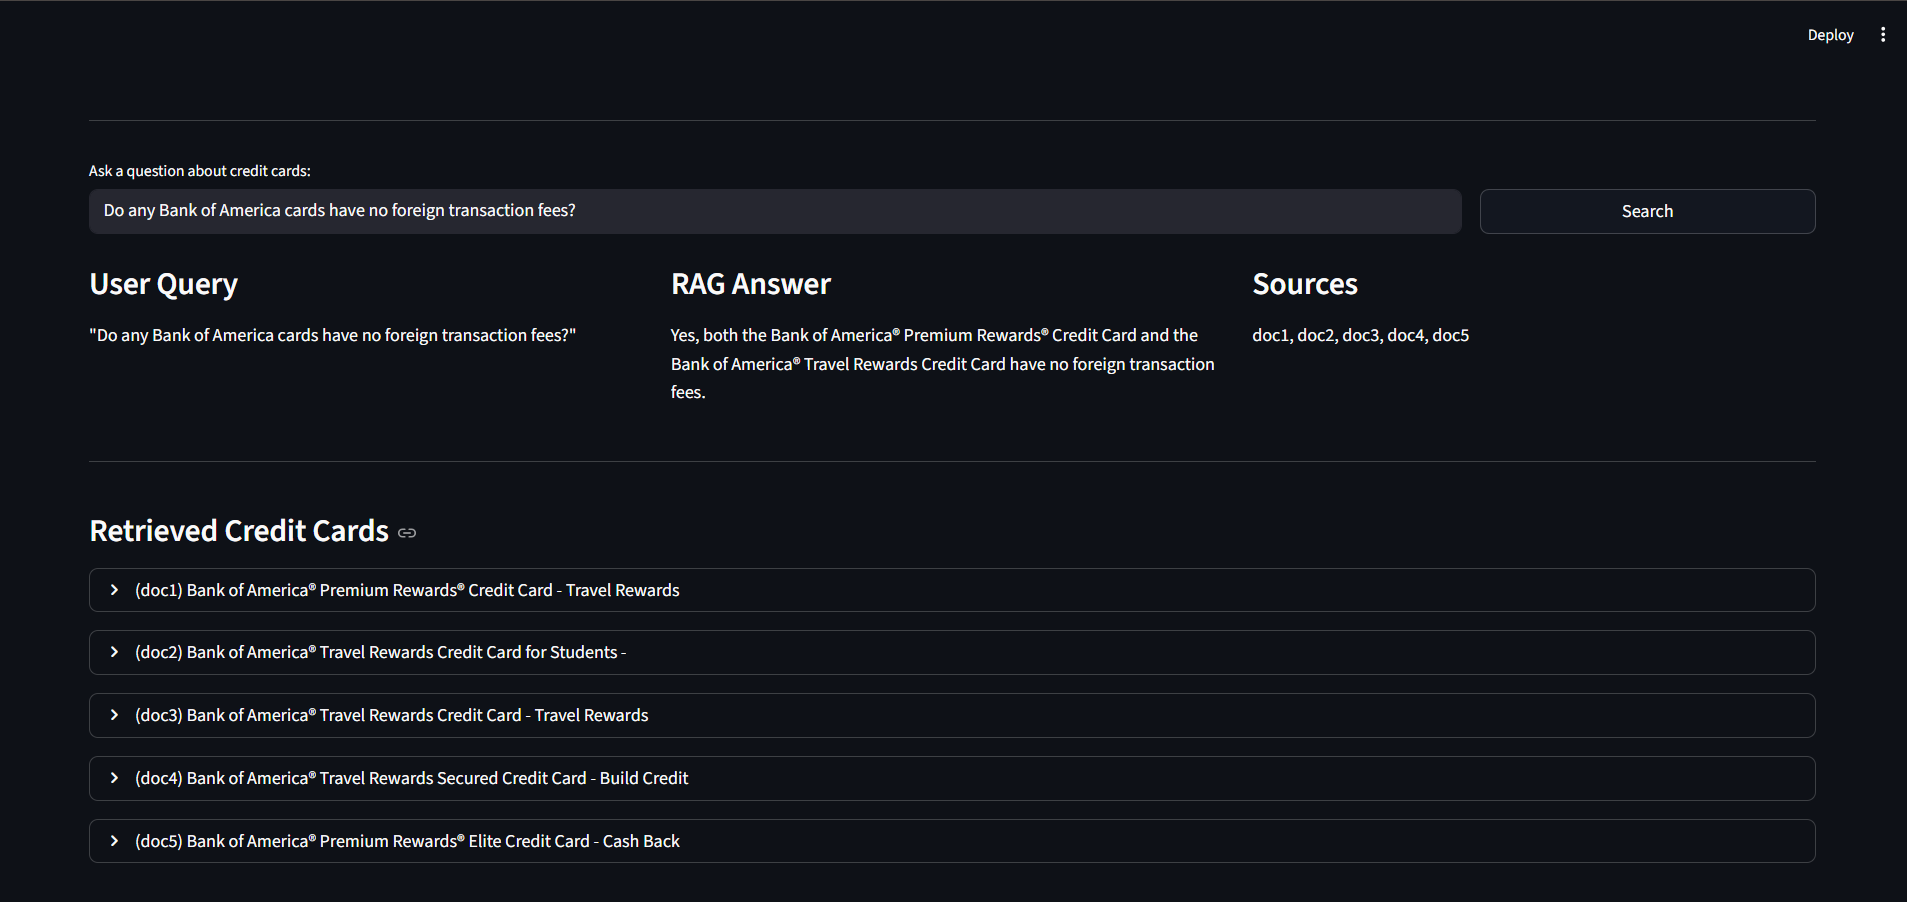 Deploy
Ask a question about credit cards:
Do any Bank of America cards have no foreign transaction fees?
Search
User Query
"Do any Bank of America cards have no foreign transaction fees?"
RAG Answer
Yes, both the Bank of America® Premium Rewards® Credit Card and the
Bank of America® Travel Rewards Credit Card have no foreign transaction
fees.
Sources
doc1, doc2, doc3, doc4, doc5
Retrieved Credit Cards
(doc1) Bank of America® Premium Rewards® Credit Card - Travel Rewards
(doc2) Bank of America® Travel Rewards Credit Card for Students -
(doc3) Bank of America® Travel Rewards Credit Card - Travel Rewards
(doc4) Bank of America® Travel Rewards Secured Credit Card - Build Credit
(doc5) Bank of America® Premium Rewards® Elite Credit Card - Cash Back